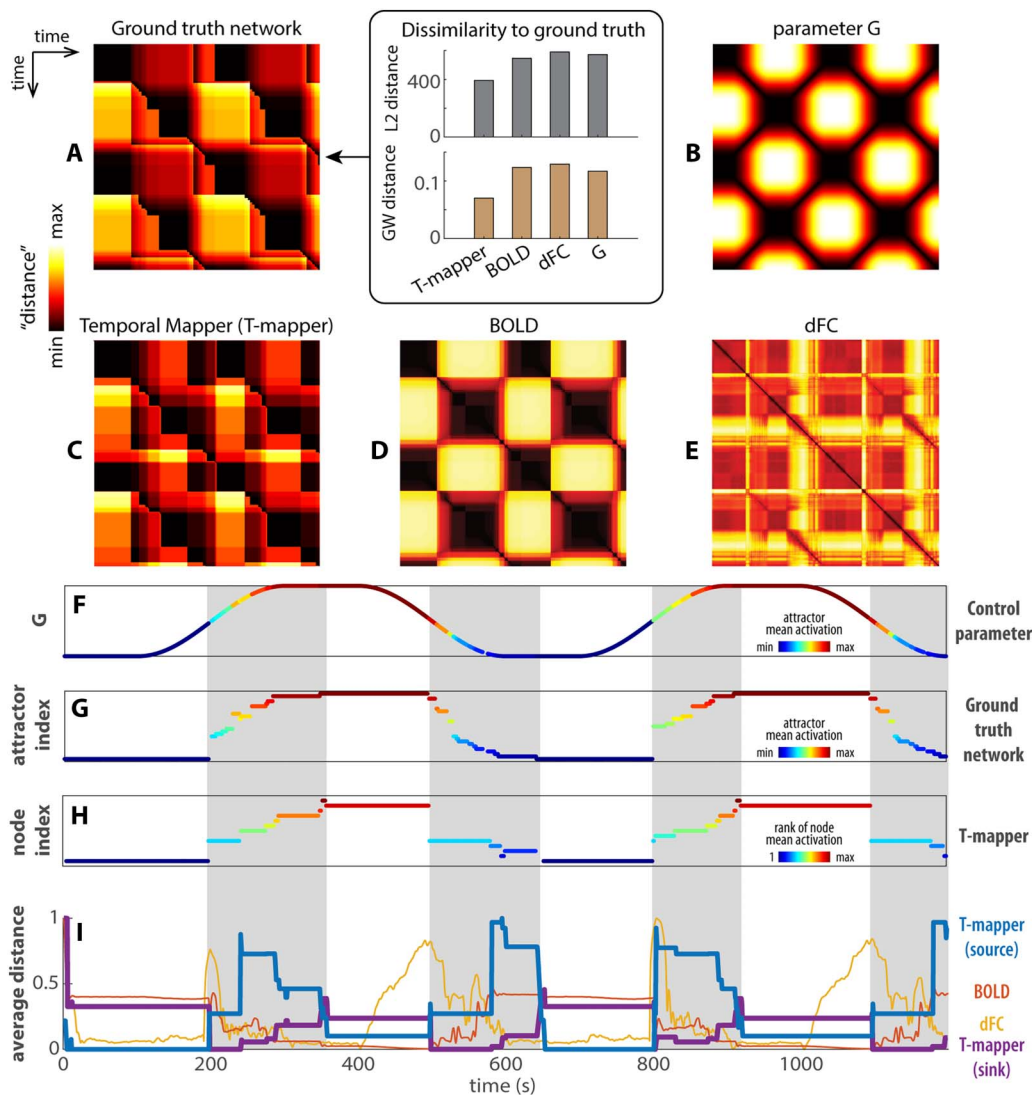 Ground truth network
time
time
A
Dissimilarity to ground truth
L2 distance
400
0
GW distance
0.1
0
T-mapper
BOLD
dFC
G
parameter G
B
max
"distance"
min
Temporal Mapper (T-mapper)
C
BOLD
D
dFC
E
F
G
attractor
mean activation
min
max
Control
parameter
G
attractor
index
attractor
mean activation
min
max
Ground
truth
network
H
node
index
rank of node
mean activation
1
max
T-mapper
I
average distance
1
0.5
0
T-mapper
(source)
BOLD
dFC
T-mapper
(sink)
0
200
400
600
800
1000
time (s)